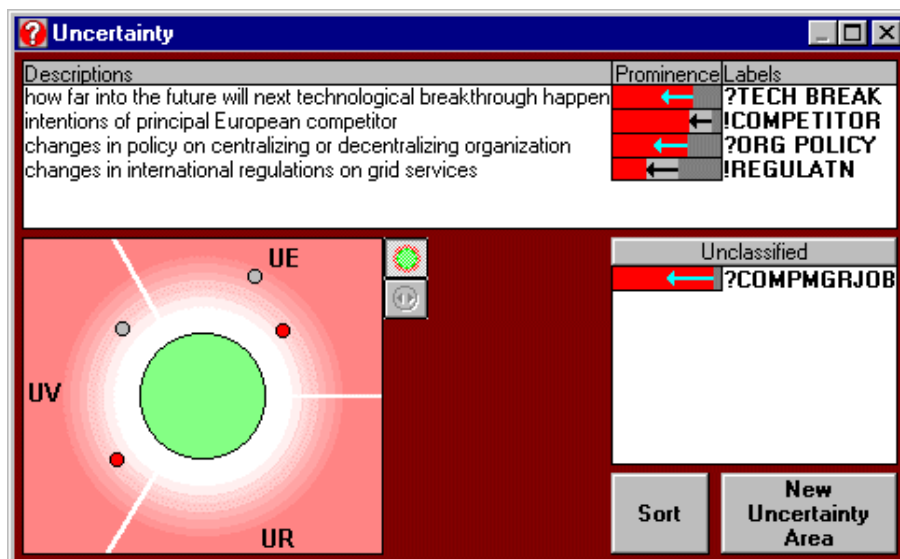 Uncertainty
Descriptions Prominence Labels
how far into the future will next technological breakthrough happen ?TECH BREAK
intentions of principal European competitor !COMPETITOR
changes in policy on centralizing or decentralizing organization ?ORG POLICY
changes in international regulations on grid services !REGULATN
UE
UV
UR
Unclassified
?COMPMGRJOB
Sort
New
Uncertainty
Area